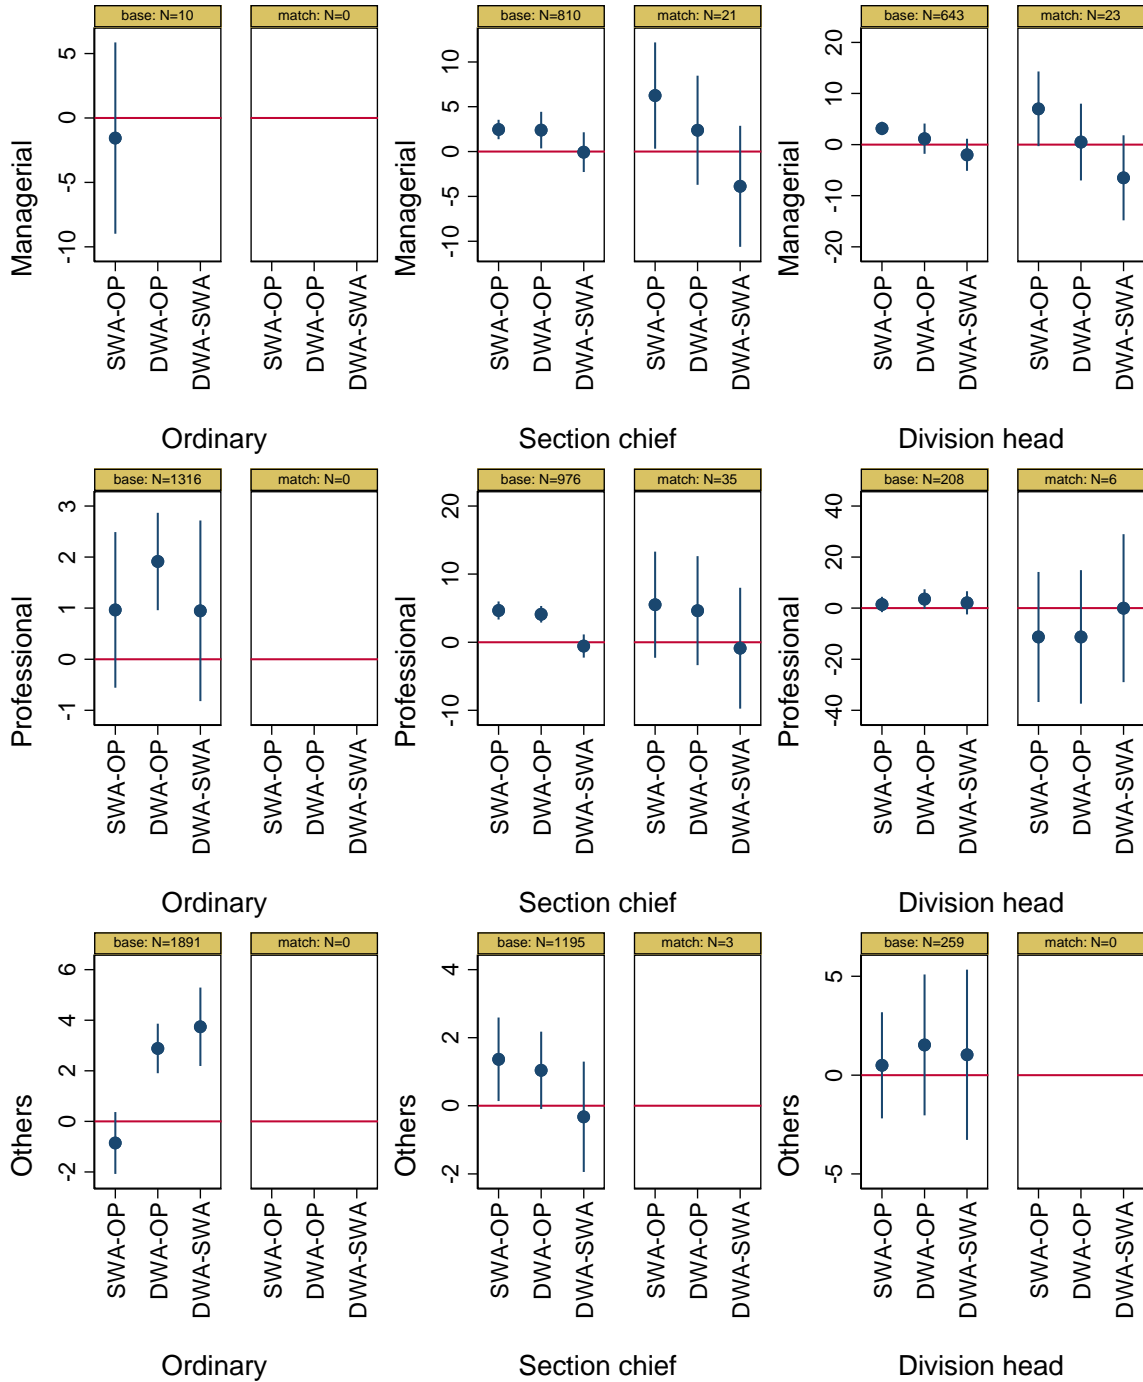 base: N=10
match: N=0
base: N=810
match: N=21
base: N=643
match: N=23
Managerial
5
0
-5
-10
Managerial
10
5
0
-5
-10
Managerial
20
10
0
-10
-20
SWA-OP
DWA-OP
DWA-SWA
SWA-OP
DWA-OP
DWA-SWA
SWA-OP
DWA-OP
DWA-SWA
SWA-OP
DWA-OP
DWA-SWA
SWA-OP
DWA-OP
DWA-SWA
SWA-OP
DWA-OP
DWA-SWA
Ordinary
Section chief
Division head
base: N=1316
match: N=0
base: N=976
match: N=35
base: N=208
match: N=6
Professional
3
2
1
0
-1
Professional
20
10
0
-10
Professional
40
20
0
-20
-40
SWA-OP
DWA-OP
DWA-SWA
SWA-OP
DWA-OP
DWA-SWA
SWA-OP
DWA-OP
DWA-SWA
SWA-OP
DWA-OP
DWA-SWA
SWA-OP
DWA-OP
DWA-SWA
SWA-OP
DWA-OP
DWA-SWA
Ordinary
Section chief
Division head
base: N=1891
match: N=0
base: N=1195
match: N=3
base: N=259
match: N=0
Others
6
4
2
0
-2
Others
4
2
0
-2
Others
5
0
-5
SWA-OP
DWA-OP
DWA-SWA
SWA-OP
DWA-OP
DWA-SWA
SWA-OP
DWA-OP
DWA-SWA
SWA-OP
DWA-OP
DWA-SWA
SWA-OP
DWA-OP
DWA-SWA
SWA-OP
DWA-OP
DWA-SWA
Ordinary
Section chief
Division head